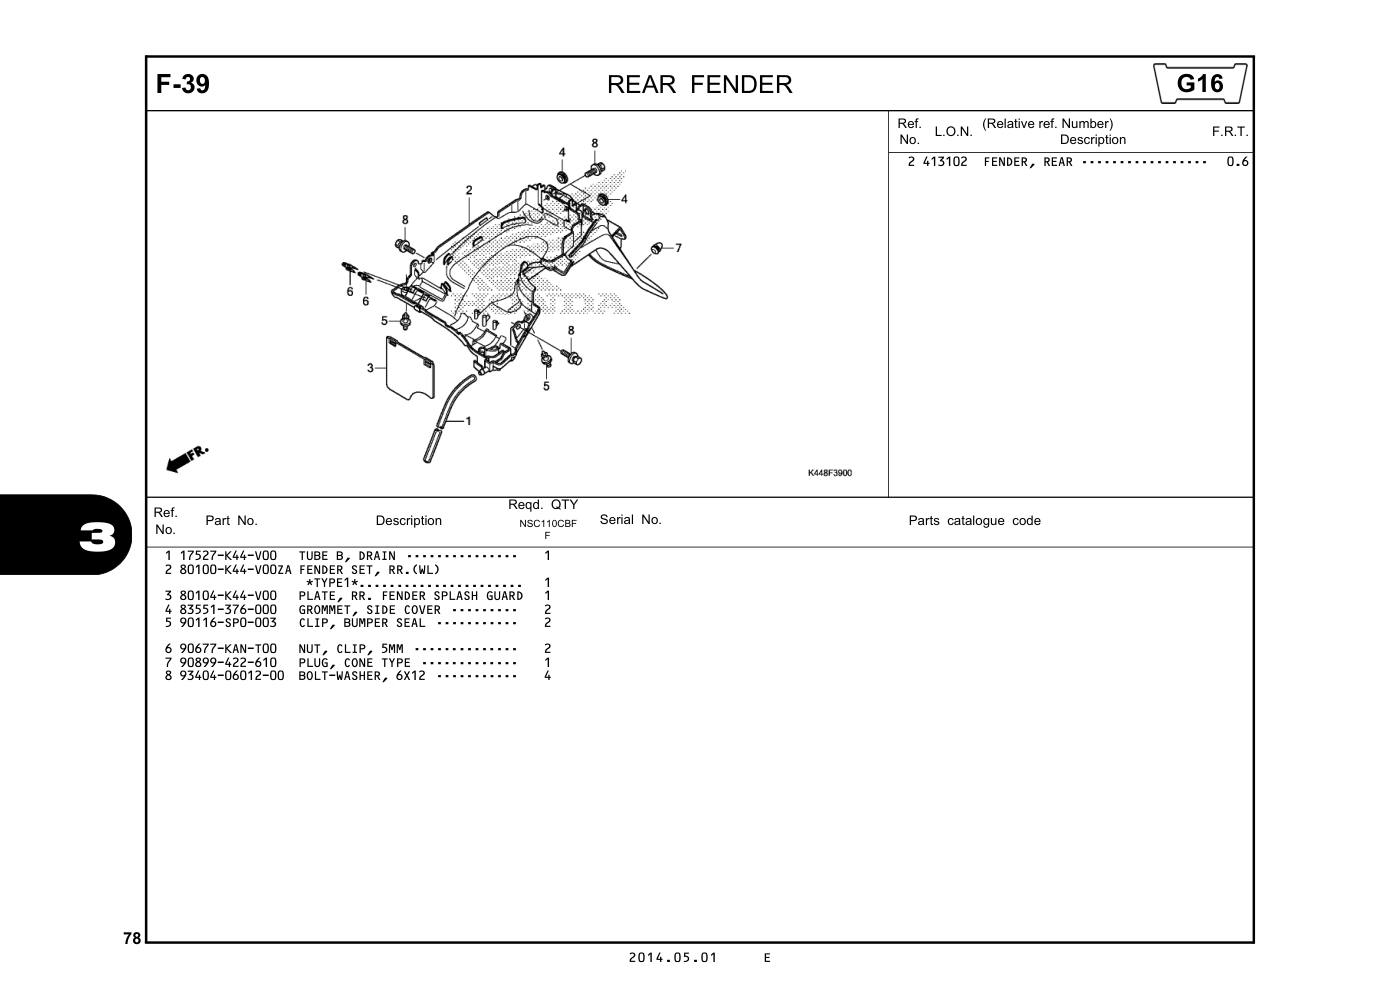 F-39 REAR FENDER G16
Ref. No. L.O.N. (Relative ref. Number) Description F.R.T.
2 413102 FENDER, REAR ----------------- 0.6
8
4
2
4
8
7
6
6
5
8
3
5
1
HONDA
FR.
K448F3900
3
Ref. No. Part No. Description Reqd. QTY NSC110CBF F Serial No. Parts catalogue code
1 17527-K44-V00 TUBE B, DRAIN --------------- 1
2 80100-K44-V00ZA FENDER SET, RR.(WL)
*TYPE1*...................... 1
3 80104-K44-V00 PLATE, RR. FENDER SPLASH GUARD 1
4 83551-376-000 GROMMET, SIDE COVER --------- 2
5 90116-SP0-003 CLIP, BUMPER SEAL ----------- 2
6 90677-KAN-T00 NUT, CLIP, 5MM -------------- 2
7 90899-422-610 PLUG, CONE TYPE ------------- 1
8 93404-06012-00 BOLT-WASHER, 6X12 ----------- 4
78
2014.05.01 E